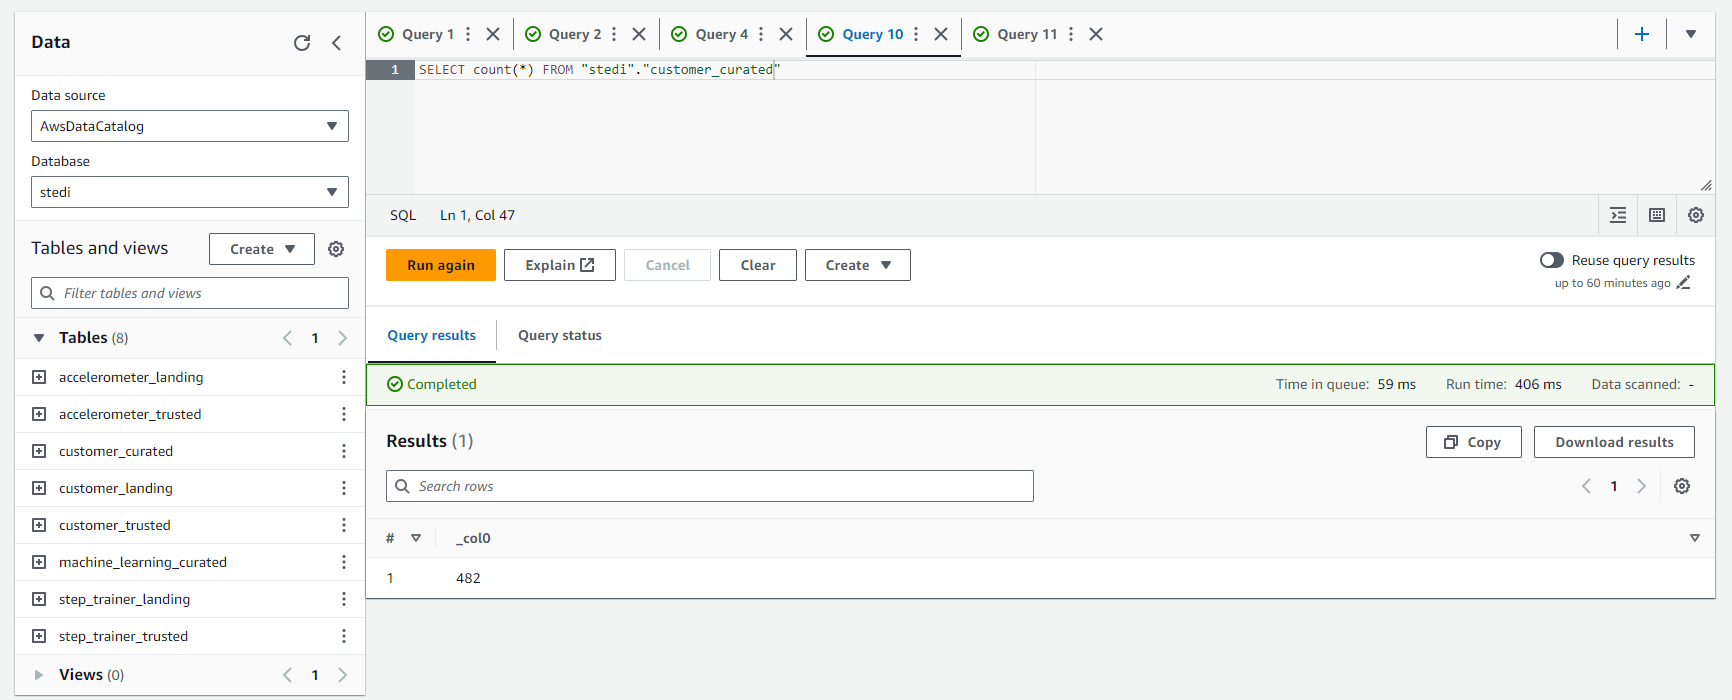 Data
Data source
AwsDataCatalog
Database
stedi
Tables and views
Create
Filter tables and views
Tables (8)
1
accelerometer_landing
accelerometer_trusted
customer_curated
customer_landing
customer_trusted
machine_learning_curated
step_trainer_landing
step_trainer_trusted
Views (0)
1
Query 1
Query 2
Query 4
Query 10
Query 11
1 SELECT count(*) FROM "stedi"."customer_curated"
SQL Ln 1, Col 47
Run again
Explain
Cancel
Clear
Create
Reuse query results
up to 60 minutes ago
Query results
Query status
Completed
Time in queue: 59 ms Run time: 406 ms Data scanned: -
Results (1)
Copy
Download results
Search rows
1
# _col0
1 482